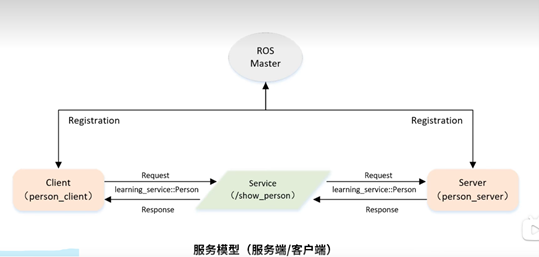 ROS
Master
Registration
Registration
Client
（person_client）
Request
learning_service::Person
Response
Service
（/show_person）
Request
learning_service::Person
Response
Server
（person_server）
服务模型（服务端/客户端）